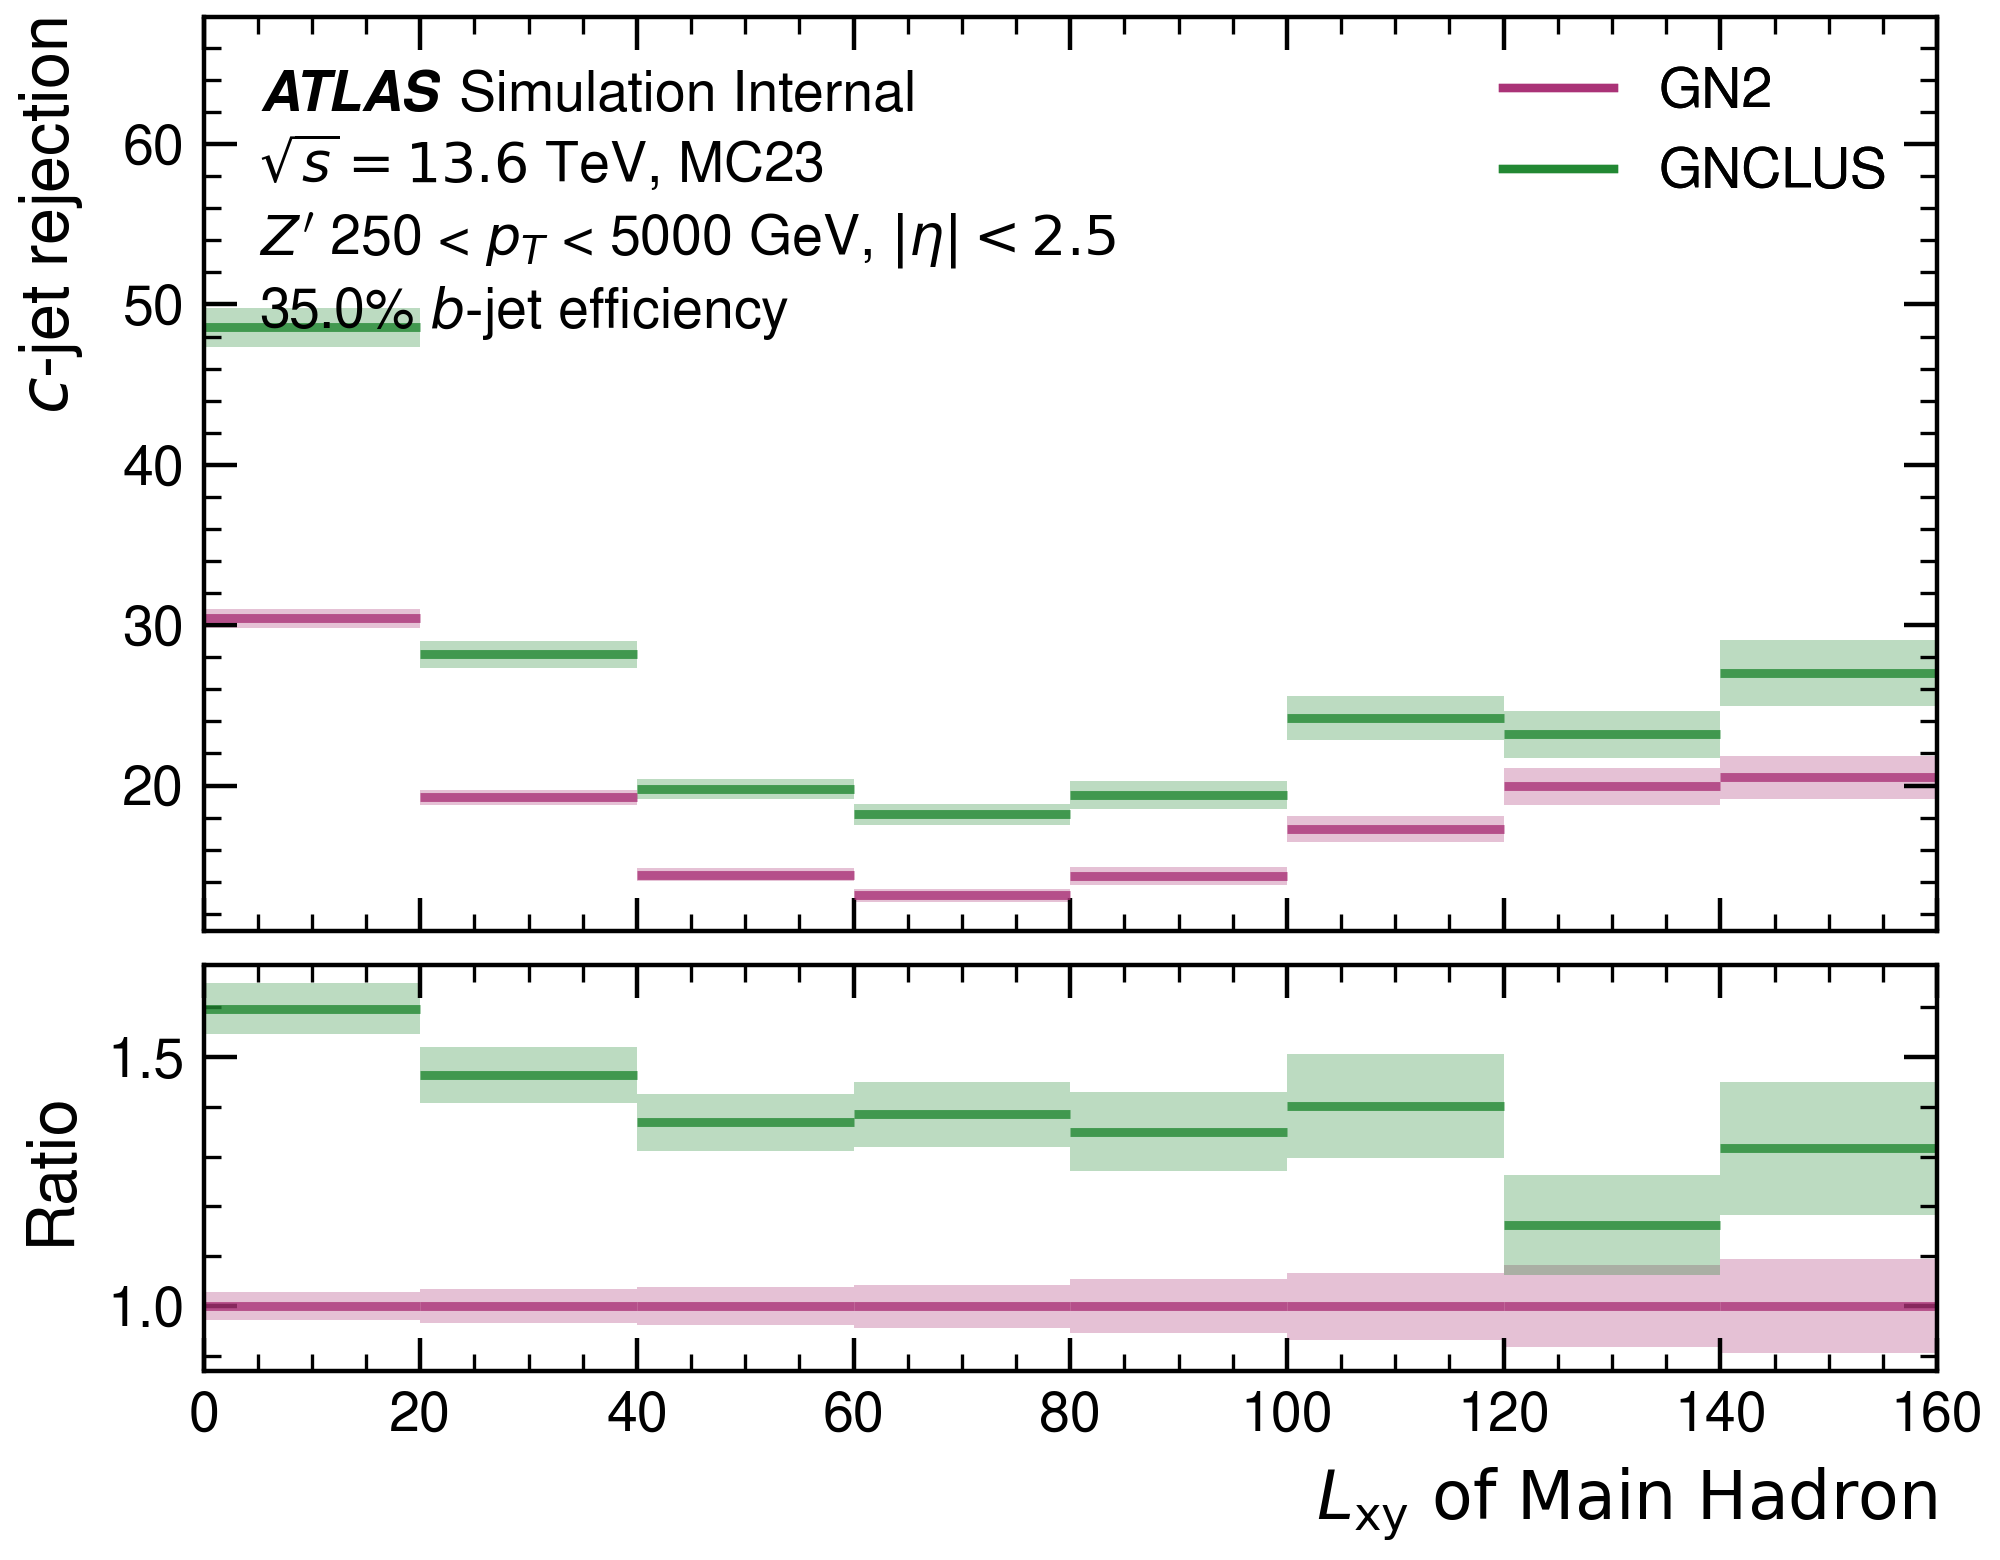 c-jet rejection
ATLAS Simulation Internal
√s = 13.6 TeV, MC23
Z′ 250 < p_T < 5000 GeV, |η| < 2.5
35.0% b-jet efficiency
GN2
GNCLUS
60
50
40
30
20
Ratio
1.5
1.0
0 20 40 60 80 100 120 140 160
L_xy of Main Hadron